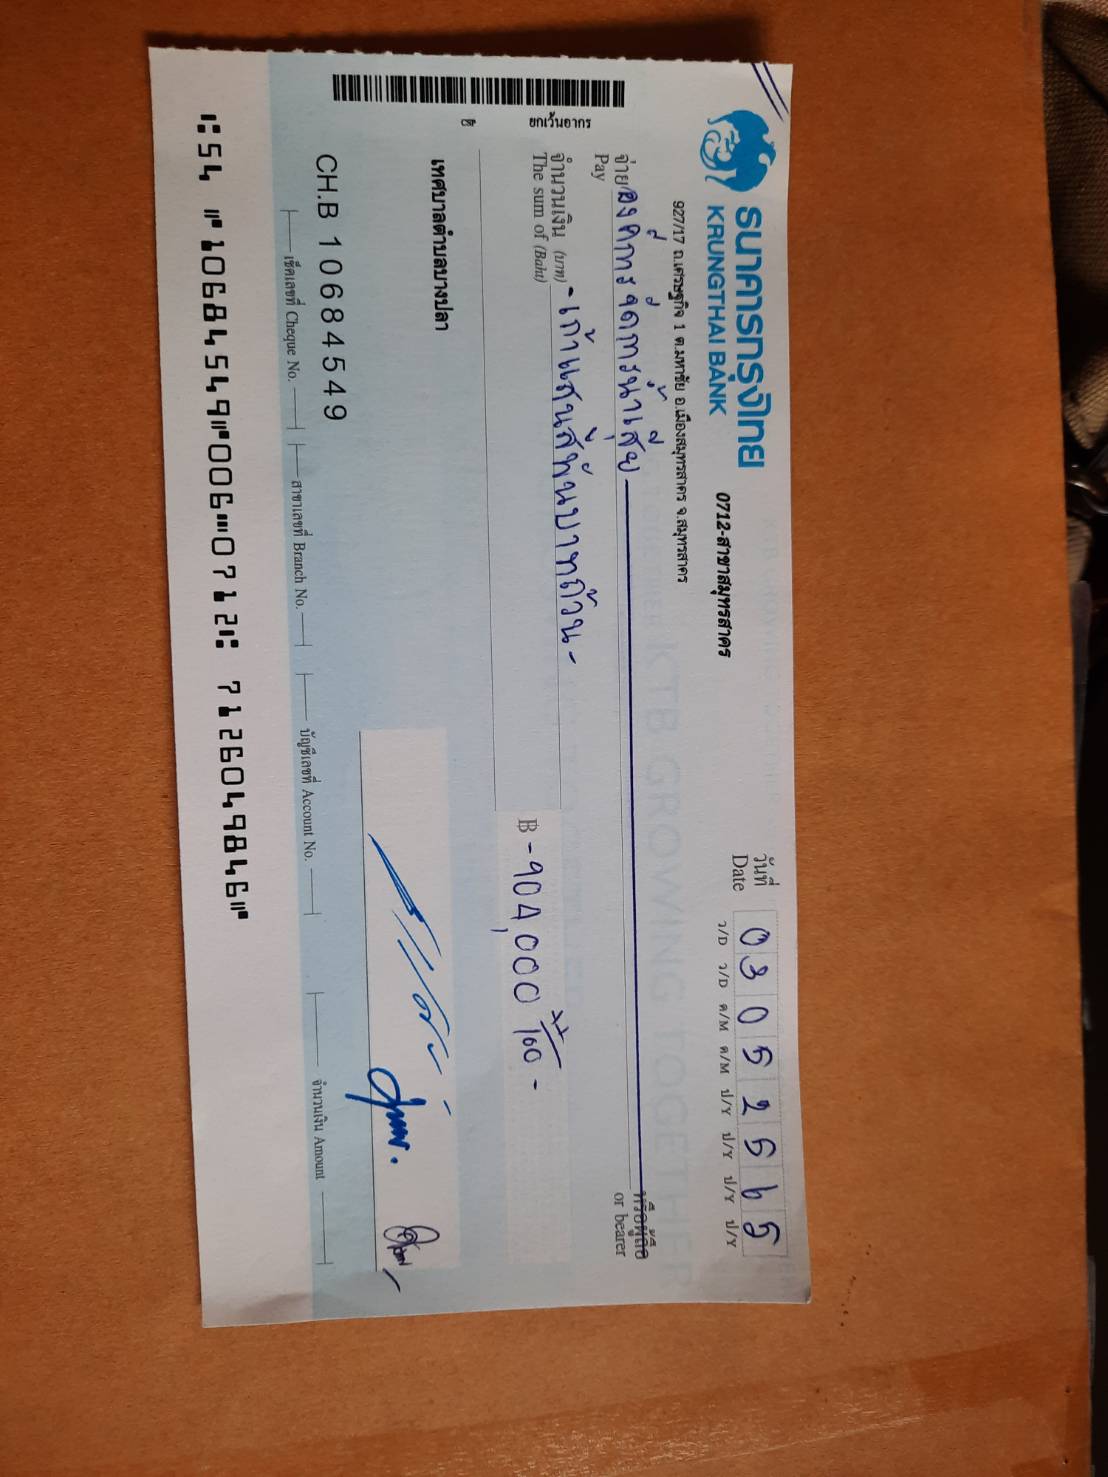 ธนาคารกรุงไทย
KRUNGTHAI BANK
0712-สาขาสมุทรสาคร
927/17 ถ.เศรษฐกิจ 1 ต.มหาชัย อ.เมืองสมุทรสาคร จ.สมุทรสาคร
วันที่ 0 3 0 5 2 5 6 5
Date ว/D ว/D ด/M ด/M ป/Y ป/Y ป/Y ป/Y
KTB GROWING TOGETHER
จ่าย องค์การจัดการน้ำเสีย หรือผู้ถือ
Pay or bearer
จำนวนเงิน (บาท) -เก้าแสนสี่พันบาทถ้วน-
The sum of (Baht)
฿ -904,000 /100 -
ยกเว้นอากร
เทศบาลตำบลบางปลา
CH.B 10684549
เช็คเลขที่ Cheque No. สาขาเลขที่ Branch No. บัญชีเลขที่ Account No. จำนวนเงิน Amount
⑆54 ⑈10684549⑈006⑉0712⑆ 7126049846⑈